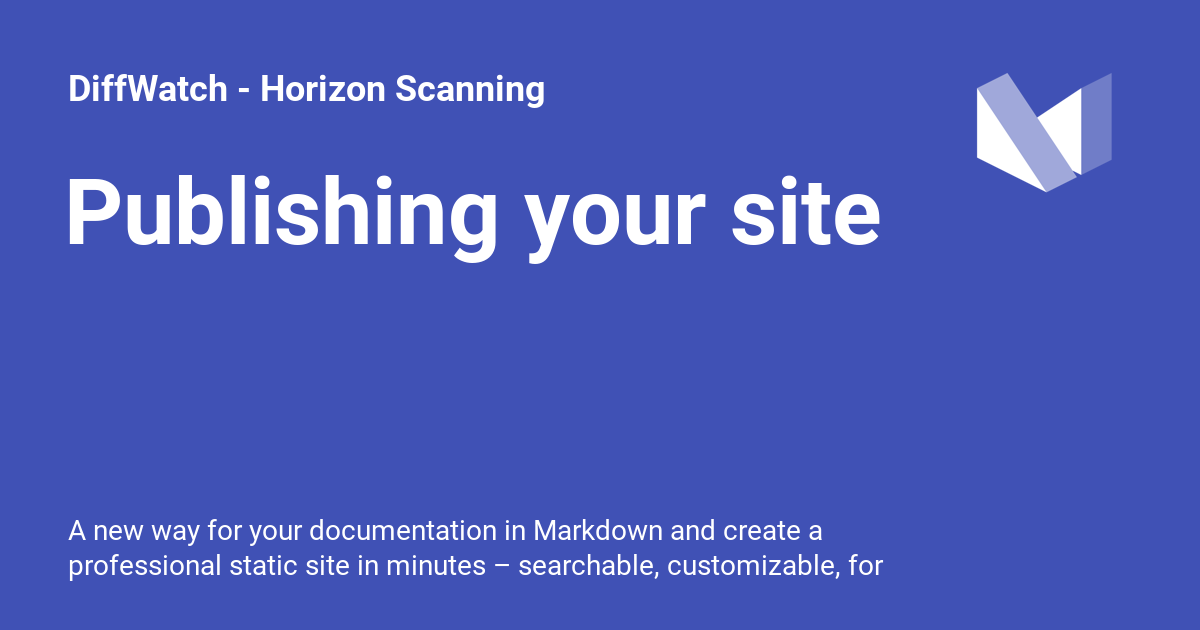 DiffWatch - Horizon Scanning
Publishing your site
A new way for your documentation in Markdown and create a
professional static site in minutes – searchable, customizable, for